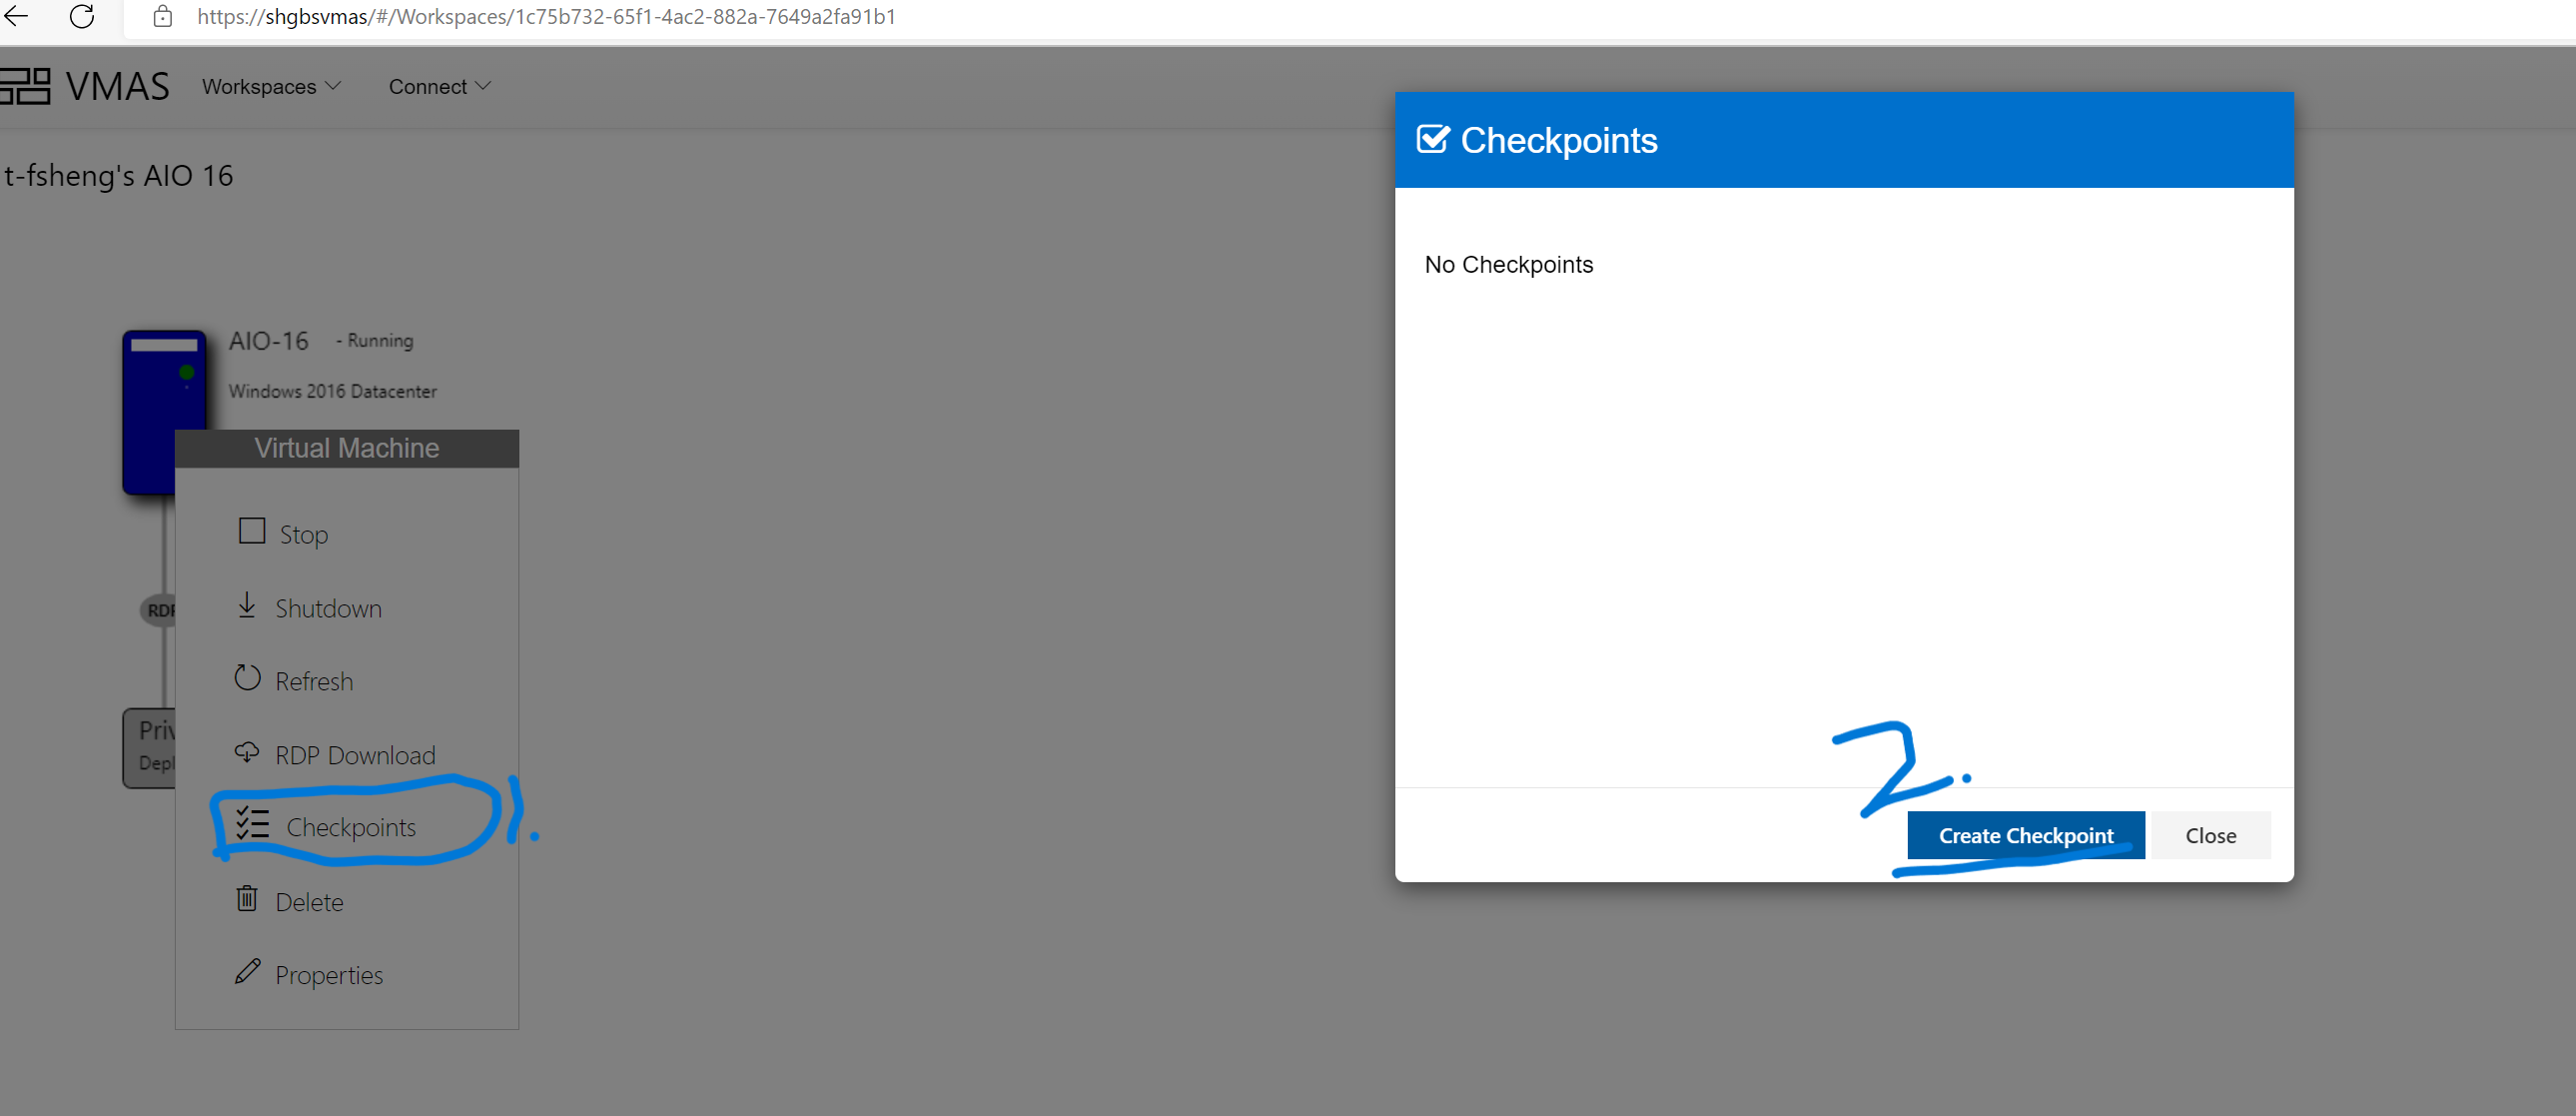 https://shgbsvmas/#/Workspaces/1c75b732-65f1-4ac2-882a-7649a2fa91b1
VMAS Workspaces Connect
t-fsheng's AIO 16
AIO-16 - Running
Windows 2016 Datacenter
Virtual Machine
Stop
Shutdown
RDP
Refresh
Priv
Depl
RDP Download
Checkpoints 1.
Delete
Properties
Checkpoints
No Checkpoints
2.
Create Checkpoint Close